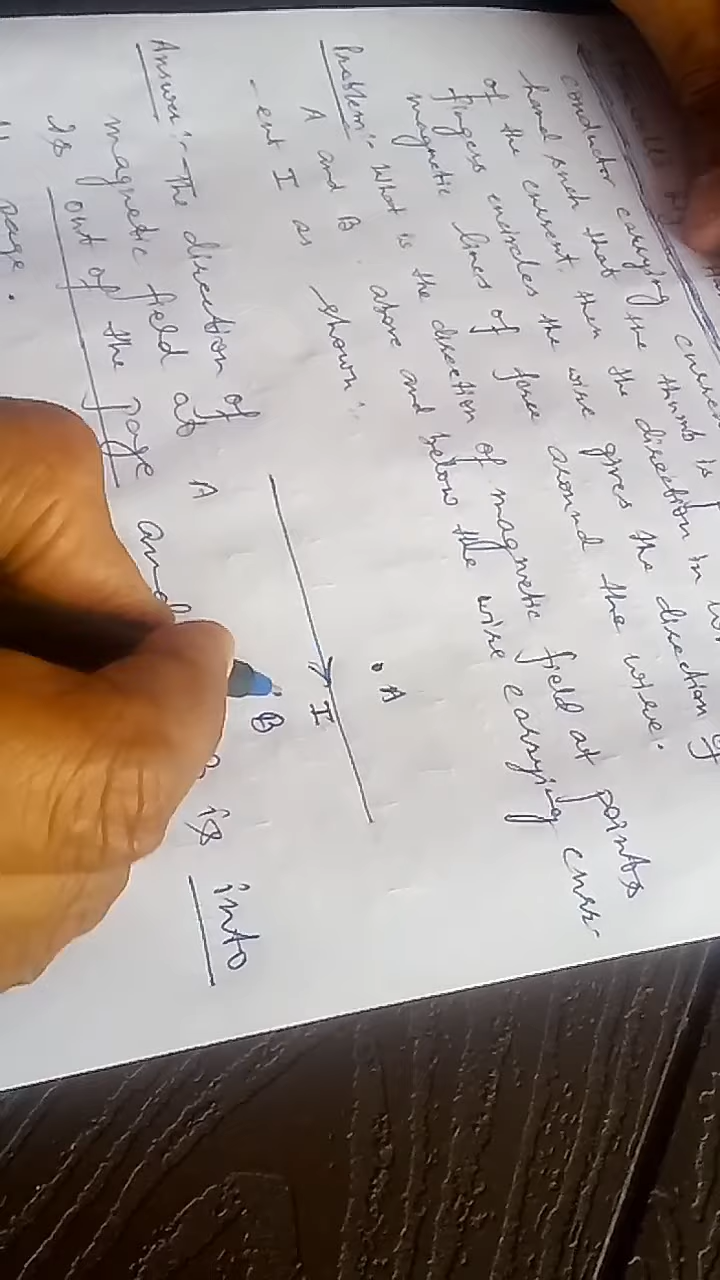 conductor carrying current
hand such that the thumb is
of the current. then the direction in
fingers encircles the wire gives the direction of
magnetic lines of force around the wire.
Problem:- What is the direction of magnetic field at points
A and B above and below the wire carrying curr-
-ent I as shown:-
. A
I
B
Answer:- The direction of
magnetic field at A
is out of the page and
is into
page.